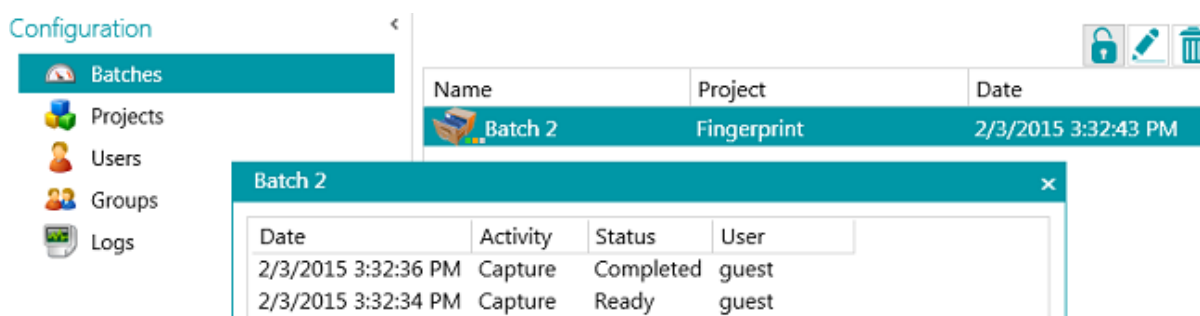 Configuration
Batches
Projects
Users
Groups
Logs
Name Project Date
Batch 2 Fingerprint 2/3/2015 3:32:43 PM
Batch 2
Date Activity Status User
2/3/2015 3:32:36 PM Capture Completed guest
2/3/2015 3:32:34 PM Capture Ready guest